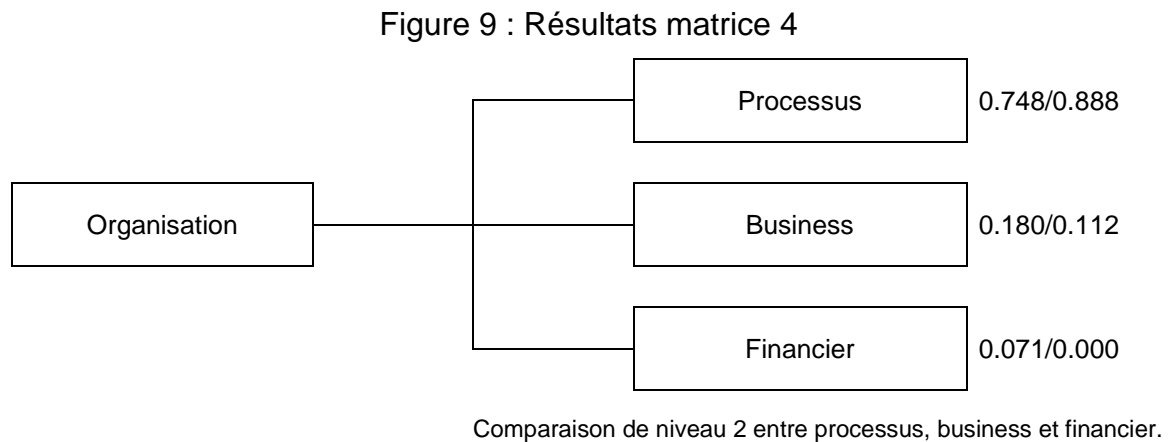 Figure 9 : Résultats matrice 4
Processus 0.748/0.888
Organisation
Business 0.180/0.112
Financier 0.071/0.000
Comparaison de niveau 2 entre processus, business et financier.